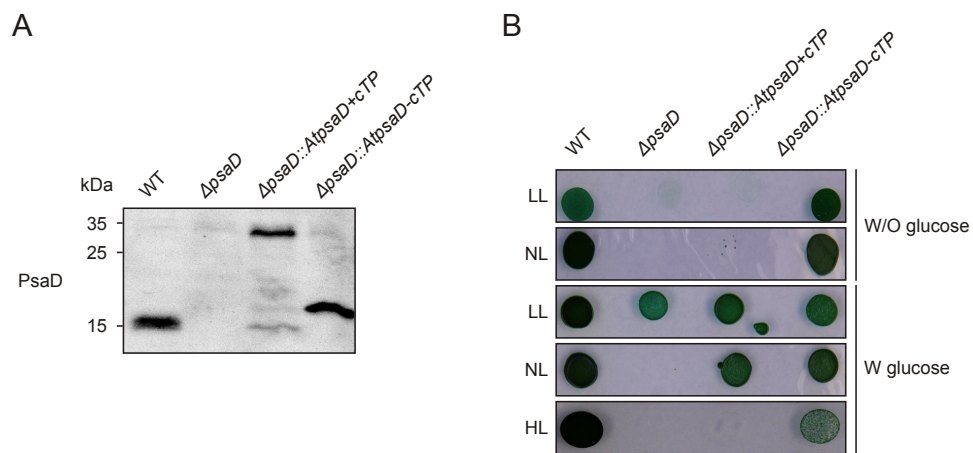 A
kDa
WT
ΔpsaD
ΔpsaD::AtpsaD+cTP
ΔpsaD::AtpsaD-cTP
35
25
PsaD
15
B
WT
ΔpsaD
ΔpsaD::AtpsaD+cTP
ΔpsaD::AtpsaD-cTP
LL
NL
W/O glucose
LL
NL
HL
W glucose